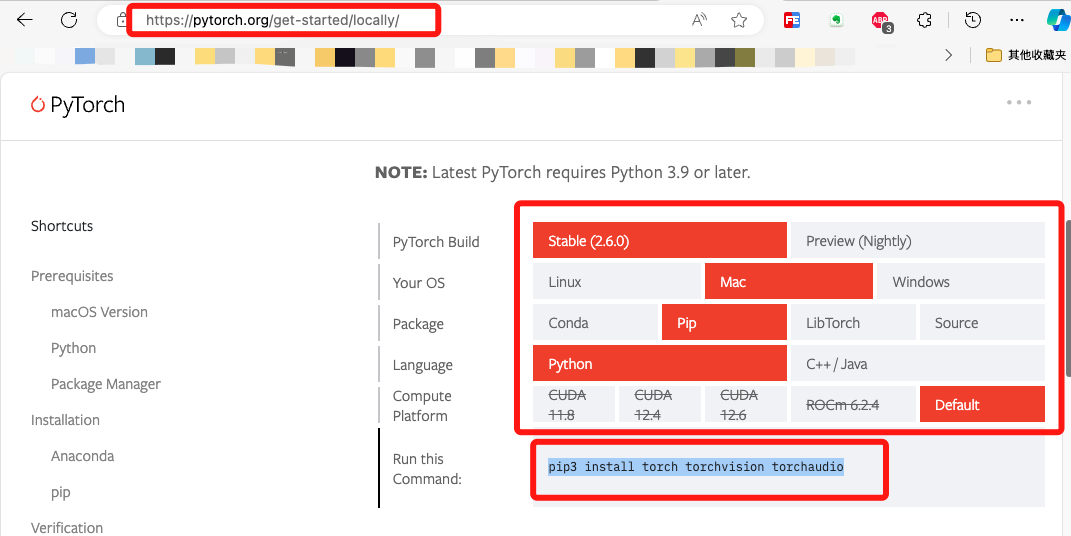 https://pytorch.org/get-started/locally/
ABP
3
FE
其他收藏夹
PyTorch
NOTE: Latest PyTorch requires Python 3.9 or later.
Shortcuts
Prerequisites
macOS Version
Python
Package Manager
Installation
Anaconda
pip
Verification
PyTorch Build
Stable (2.6.0)
Preview (Nightly)
Your OS
Linux
Mac
Windows
Package
Conda
Pip
LibTorch
Source
Language
Python
C++ / Java
Compute
Platform
CUDA
11.8
CUDA
12.4
CUDA
12.6
ROCm 6.2.4
Default
Run this
Command:
pip3 install torch torchvision torchaudio